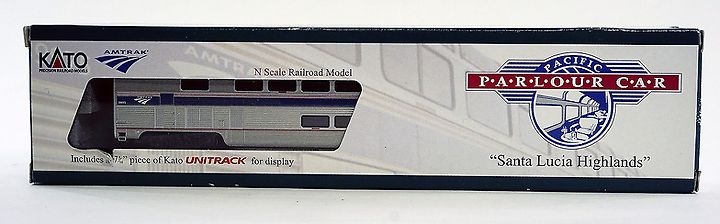 KATO
PRECISION RAILROAD MODELS
AMTRAK
N Scale Railroad Model
Includes a 7¾" piece of Kato UNITRACK for display
PACIFIC
PARLOUR CAR
"Santa Lucia Highlands"